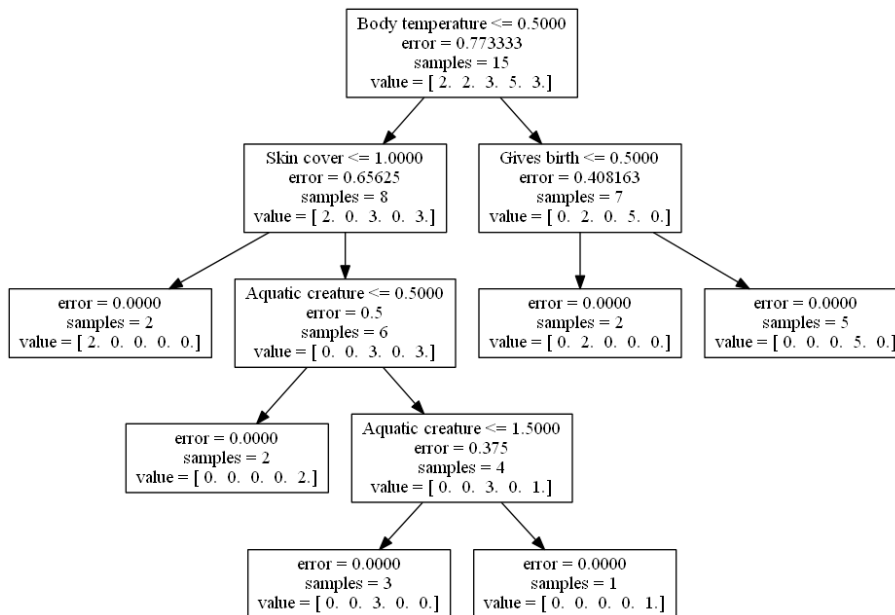 Body temperature <= 0.5000
error = 0.773333
samples = 15
value = [ 2. 2. 3. 5. 3.]
Skin cover <= 1.0000
error = 0.65625
samples = 8
value = [ 2. 0. 3. 0. 3.]
Gives birth <= 0.5000
error = 0.408163
samples = 7
value = [ 0. 2. 0. 5. 0.]
error = 0.0000
samples = 2
value = [ 2. 0. 0. 0. 0.]
Aquatic creature <= 0.5000
error = 0.5
samples = 6
value = [ 0. 0. 3. 0. 3.]
error = 0.0000
samples = 2
value = [ 0. 2. 0. 0. 0.]
error = 0.0000
samples = 5
value = [ 0. 0. 0. 5. 0.]
error = 0.0000
samples = 2
value = [ 0. 0. 0. 0. 2.]
Aquatic creature <= 1.5000
error = 0.375
samples = 4
value = [ 0. 0. 3. 0. 1.]
error = 0.0000
samples = 3
value = [ 0. 0. 3. 0. 0.]
error = 0.0000
samples = 1
value = [ 0. 0. 0. 0. 1.]